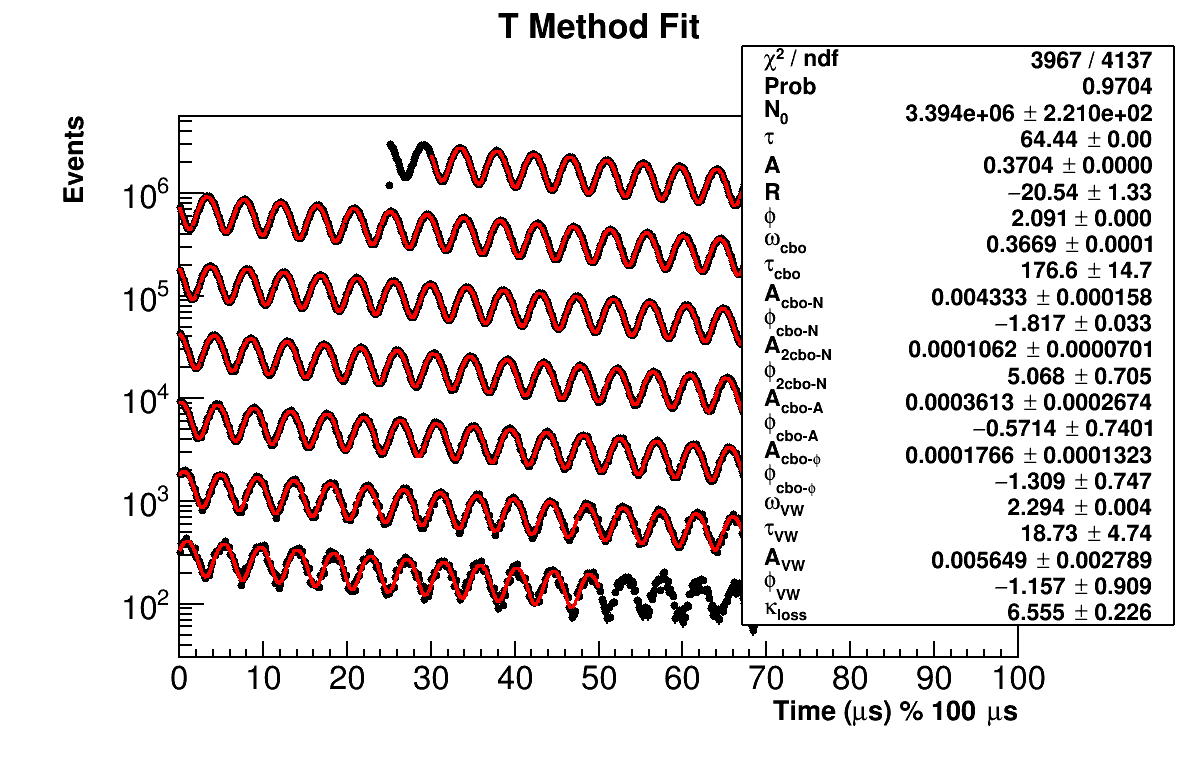 T Method Fit
χ² / ndf 3967 / 4137
Prob 0.9704
N₀ 3.394e+06 ± 2.210e+02
τ 64.44 ± 0.00
A 0.3704 ± 0.0000
R −20.54 ± 1.33
ϕ 2.091 ± 0.000
ω_cbo 0.3669 ± 0.0001
τ_cbo 176.6 ± 14.7
A_cbo-N 0.004333 ± 0.000158
ϕ_cbo-N −1.817 ± 0.033
A_2cbo-N 0.0001062 ± 0.0000701
ϕ_2cbo-N 5.068 ± 0.705
A_cbo-A 0.0003613 ± 0.0002674
ϕ_cbo-A −0.5714 ± 0.7401
A_cbo-ϕ 0.0001766 ± 0.0001323
ϕ_cbo-ϕ −1.309 ± 0.747
ω_VW 2.294 ± 0.004
τ_VW 18.73 ± 4.74
A_VW 0.005649 ± 0.002789
ϕ_VW −1.157 ± 0.909
κ_loss 6.555 ± 0.226
Events
10⁶
10⁵
10⁴
10³
10²
0 10 20 30 40 50 60 70 80 90 100
Time (μs) % 100 μs